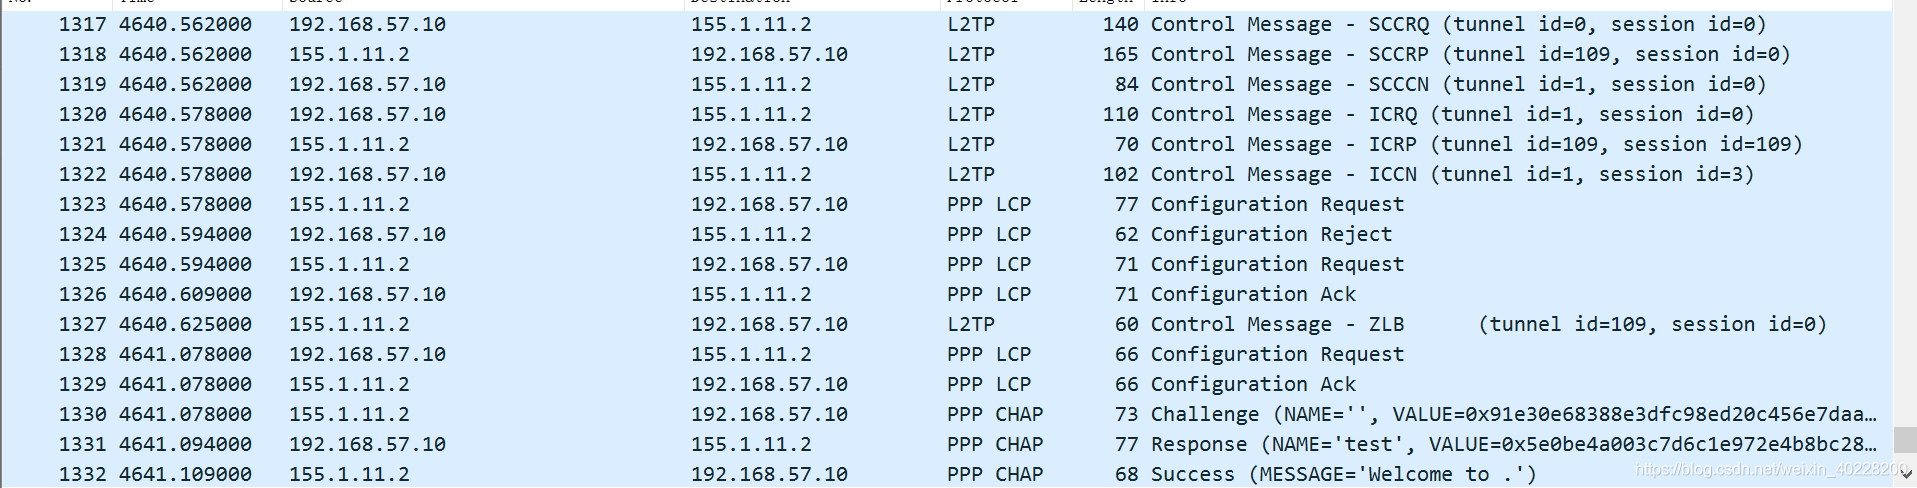 No. Time Source Destination Protocol Length Info
1317 4640.562000 192.168.57.10 155.1.11.2 L2TP 140 Control Message - SCCRQ (tunnel id=0, session id=0)
1318 4640.562000 155.1.11.2 192.168.57.10 L2TP 165 Control Message - SCCRP (tunnel id=109, session id=0)
1319 4640.562000 192.168.57.10 155.1.11.2 L2TP 84 Control Message - SCCCN (tunnel id=1, session id=0)
1320 4640.578000 192.168.57.10 155.1.11.2 L2TP 110 Control Message - ICRQ (tunnel id=1, session id=0)
1321 4640.578000 155.1.11.2 192.168.57.10 L2TP 70 Control Message - ICRP (tunnel id=109, session id=109)
1322 4640.578000 192.168.57.10 155.1.11.2 L2TP 102 Control Message - ICCN (tunnel id=1, session id=3)
1323 4640.578000 155.1.11.2 192.168.57.10 PPP LCP 77 Configuration Request
1324 4640.594000 192.168.57.10 155.1.11.2 PPP LCP 62 Configuration Reject
1325 4640.594000 155.1.11.2 192.168.57.10 PPP LCP 71 Configuration Request
1326 4640.609000 192.168.57.10 155.1.11.2 PPP LCP 71 Configuration Ack
1327 4640.625000 155.1.11.2 192.168.57.10 L2TP 60 Control Message - ZLB (tunnel id=109, session id=0)
1328 4641.078000 192.168.57.10 155.1.11.2 PPP LCP 66 Configuration Request
1329 4641.078000 155.1.11.2 192.168.57.10 PPP LCP 66 Configuration Ack
1330 4641.078000 155.1.11.2 192.168.57.10 PPP CHAP 73 Challenge (NAME='', VALUE=0x91e30e68388e3dfc98ed20c456e7daa…
1331 4641.094000 192.168.57.10 155.1.11.2 PPP CHAP 77 Response (NAME='test', VALUE=0x5e0be4a003c7d6c1e972e4b8bc28…
1332 4641.109000 155.1.11.2 192.168.57.10 PPP CHAP 68 Success (MESSAGE='Welcome to .')
https://blog.csdn.net/weixin_40228200